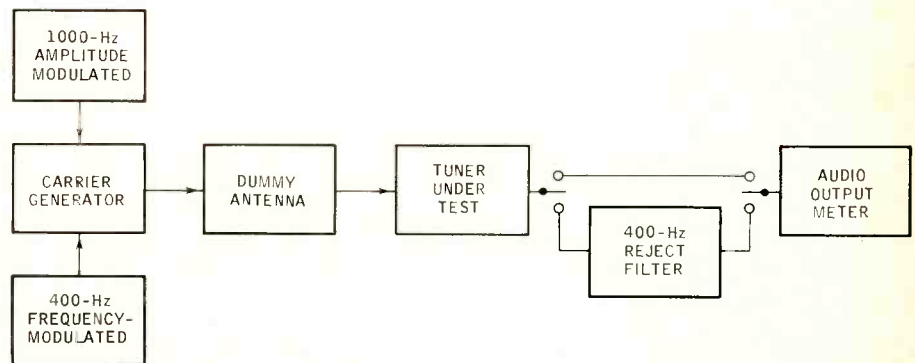 1000-Hz
AMPLITUDE
MODULATED
CARRIER
GENERATOR
400-Hz
FREQUENCY-
MODULATED
DUMMY
ANTENNA
TUNER
UNDER
TEST
400-Hz
REJECT
FILTER
AUDIO
OUTPUT
METER